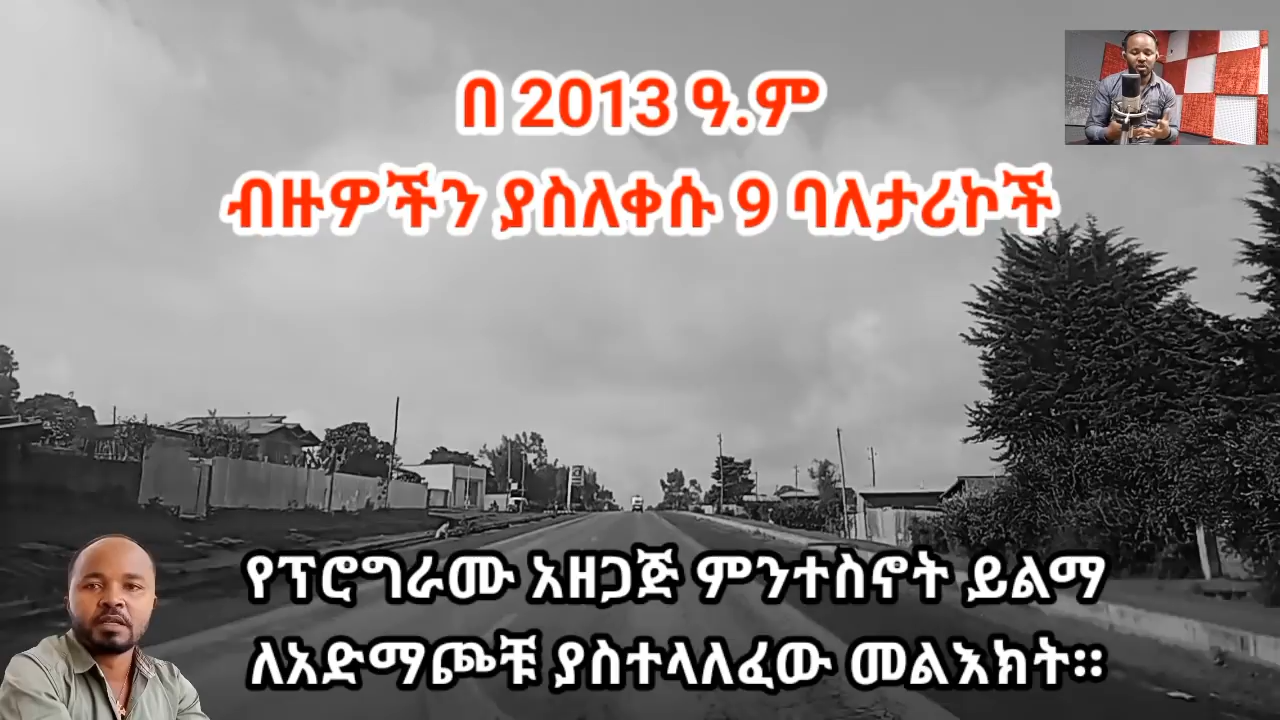 በ 2013 ዓ.ም
ብዙዎችን ያስለቀሱ 9 ባለታሪኮች
የፕሮግራሙ አዘጋጅ ምንተስኖት ይልማ
ለአድማጮቹ ያስተላለፈው መልእክት።